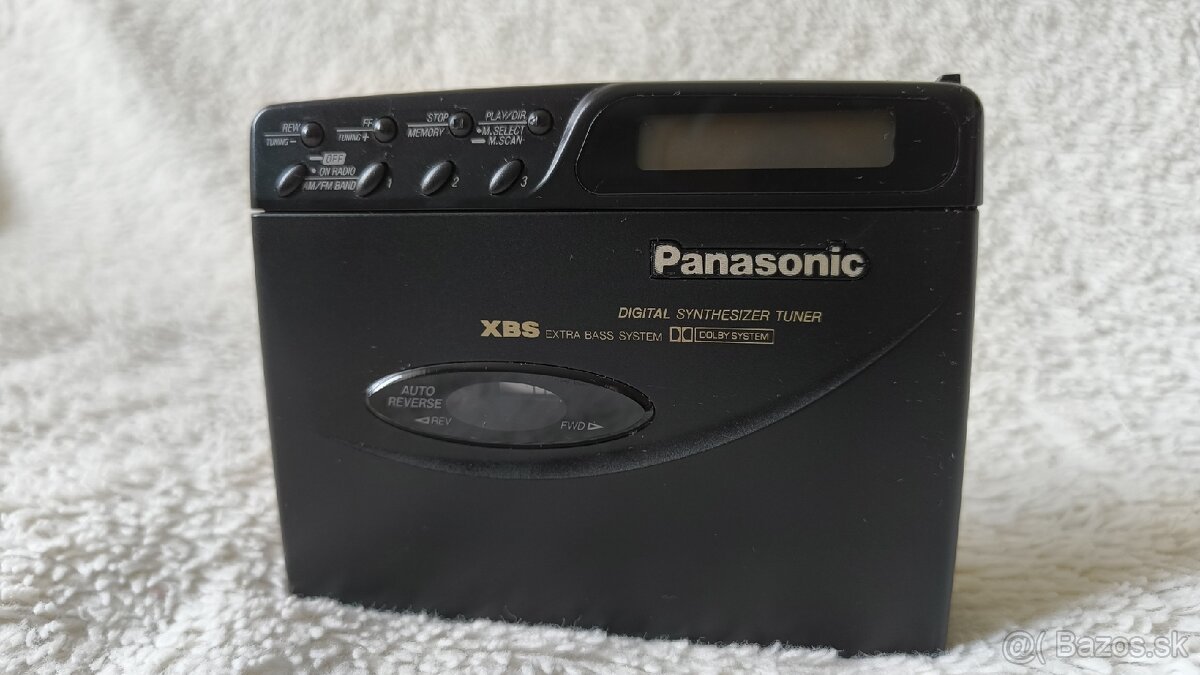 REW
TUNING −
FF
TUNING +
STOP
MEMORY
PLAY/DIR
• M.SELECT
— M.SCAN
— OFF
• ON RADIO
AM/FM BAND
1
2
3
Panasonic
DIGITAL SYNTHESIZER TUNER
XBS EXTRA BASS SYSTEM DOLBY SYSTEM
AUTO
REVERSE
◁REV
FWD▷
@( Bazos.sk